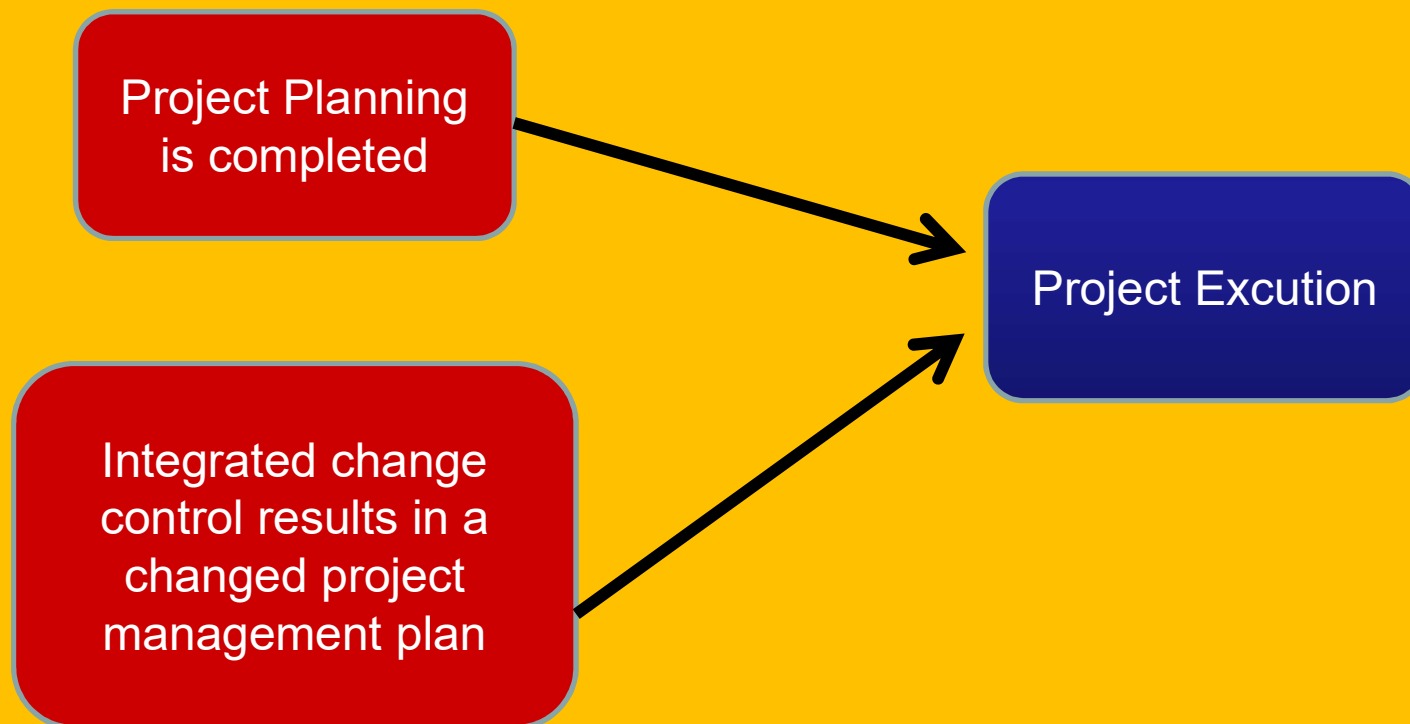 Project Planning
is completed
Project Excution
Integrated change
control results in a
changed project
management plan